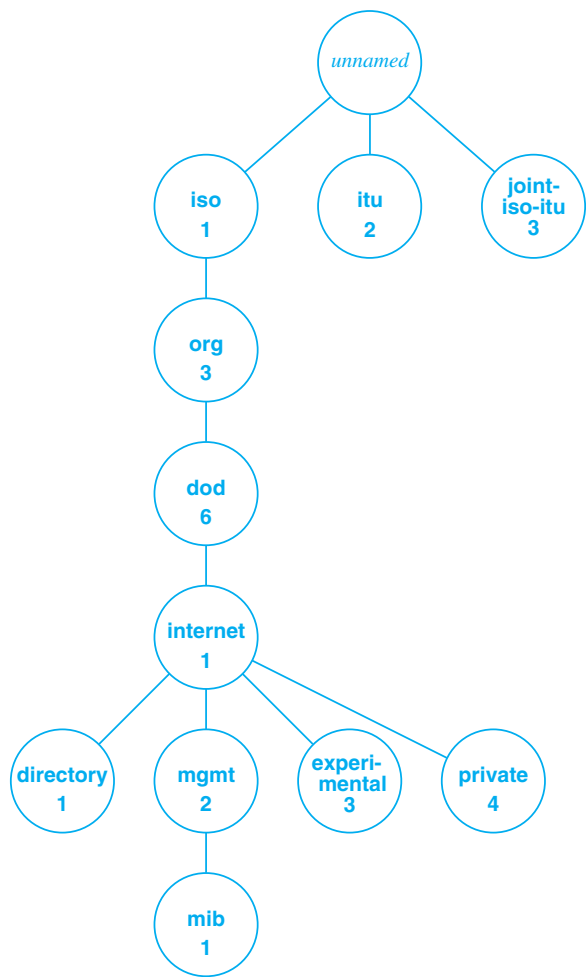 unnamed
iso
1
itu
2
joint-
iso-itu
3
org
3
dod
6
internet
1
directory
1
mgmt
2
experi-
mental
3
private
4
mib
1